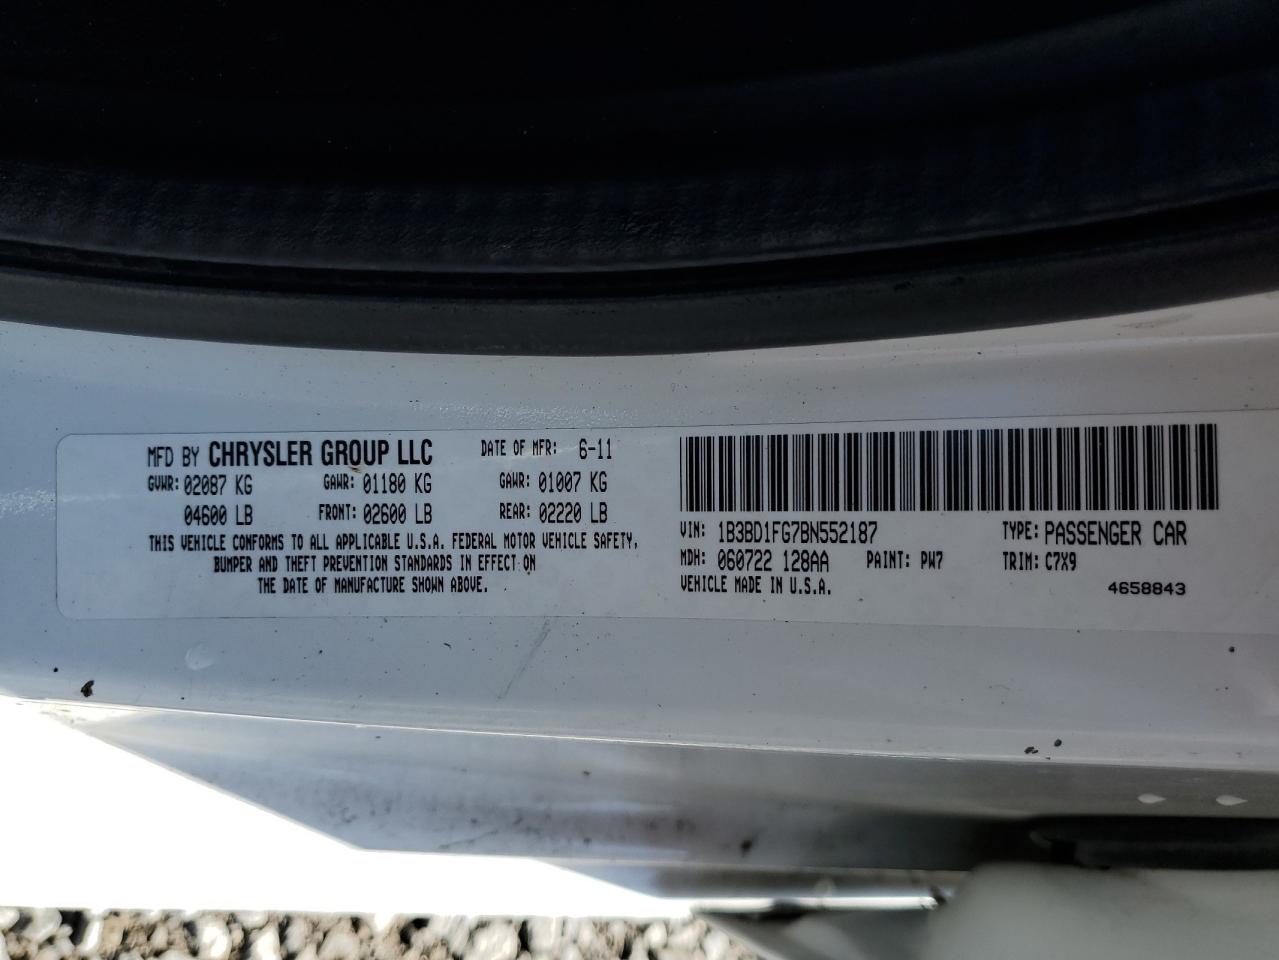 MFD BY CHRYSLER GROUP LLC DATE OF MFR: 6-11
GVWR: 02087 KG GAWR: 01180 KG GAWR: 01007 KG
04600 LB FRONT: 02600 LB REAR: 02220 LB
THIS VEHICLE CONFORMS TO ALL APPLICABLE U.S.A. FEDERAL MOTOR VEHICLE SAFETY,
BUMPER AND THEFT PREVENTION STANDARDS IN EFFECT ON
THE DATE OF MANUFACTURE SHOWN ABOVE.
VIN: 1B3BD1FG7BN552187 TYPE: PASSENGER CAR
MDH: 060722 128AA PAINT: PW7 TRIM: C7X9
VEHICLE MADE IN U.S.A. 4658843